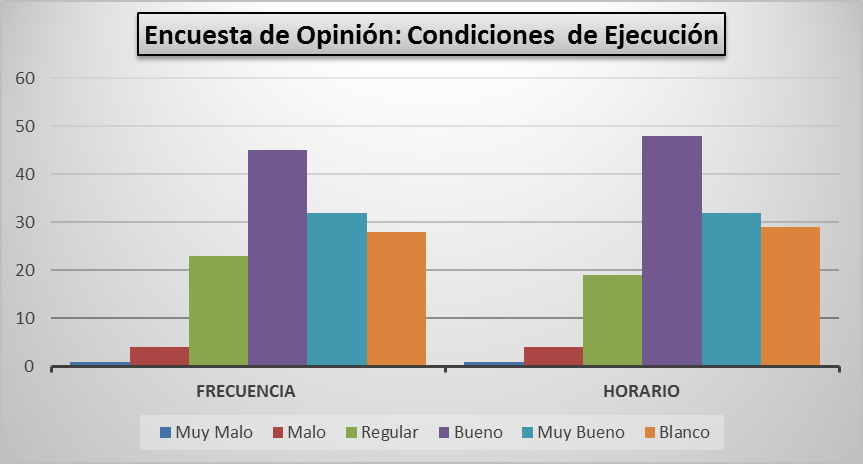 Encuesta de Opinión: Condiciones  de Ejecución
60
50
40
30
20
10
0
FRECUENCIA HORARIO
Muy Malo Malo Regular Bueno Muy Bueno Blanco